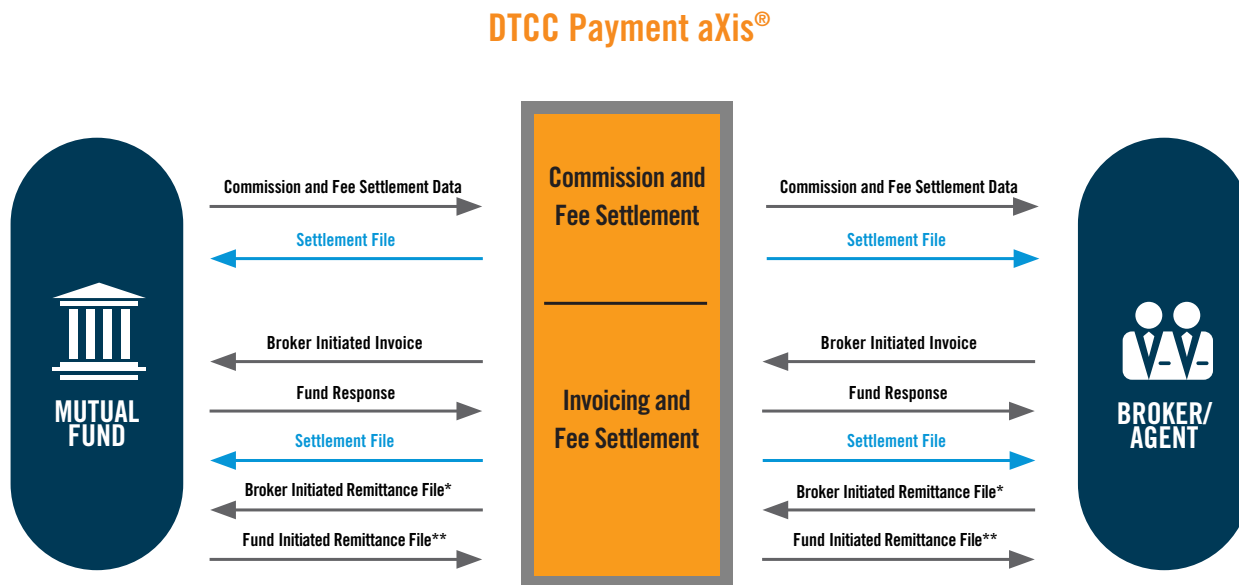 DTCC Payment aXis®
Commission and Fee Settlement Data
Settlement File
Broker Initiated Invoice
Fund Response
Settlement File
Broker Initiated Remittance File*
Fund Initiated Remittance File**
MUTUAL
FUND
Commission and
Fee Settlement
Invoicing and
Fee Settlement
Commission and Fee Settlement Data
Settlement File
Broker Initiated Invoice
Fund Response
Settlement File
Broker Initiated Remittance File*
Fund Initiated Remittance File**
BROKER/
AGENT